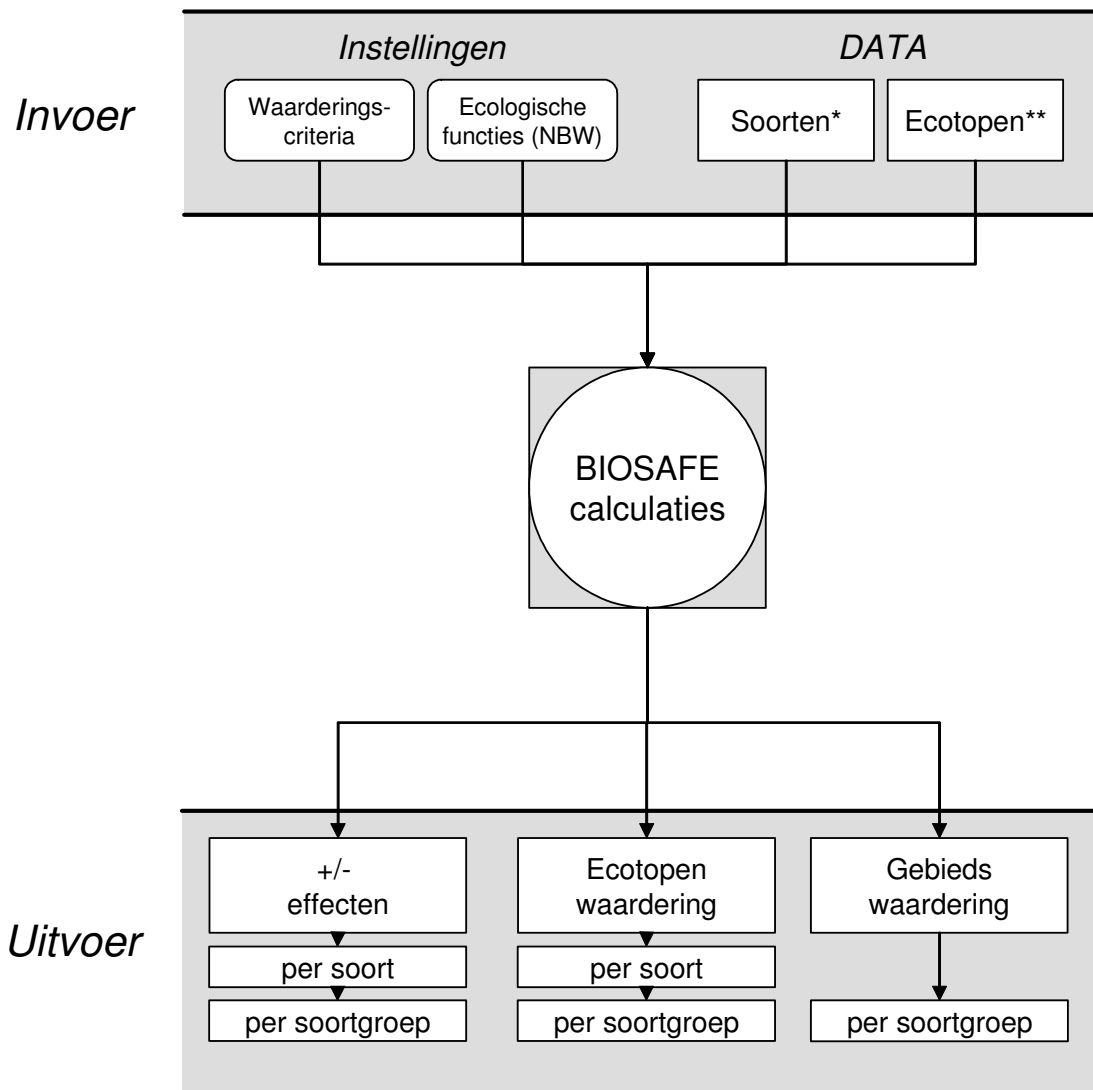 Instellingen
DATA
Invoer
Waarderings-
criteria
Ecologische
functies (NBW)
Soorten*
Ecotopen**
BIOSAFE
calculaties
Uitvoer
+/-
effecten
per soort
per soortgroep
Ecotopen
waardering
per soort
per soortgroep
Gebieds
waardering
per soortgroep